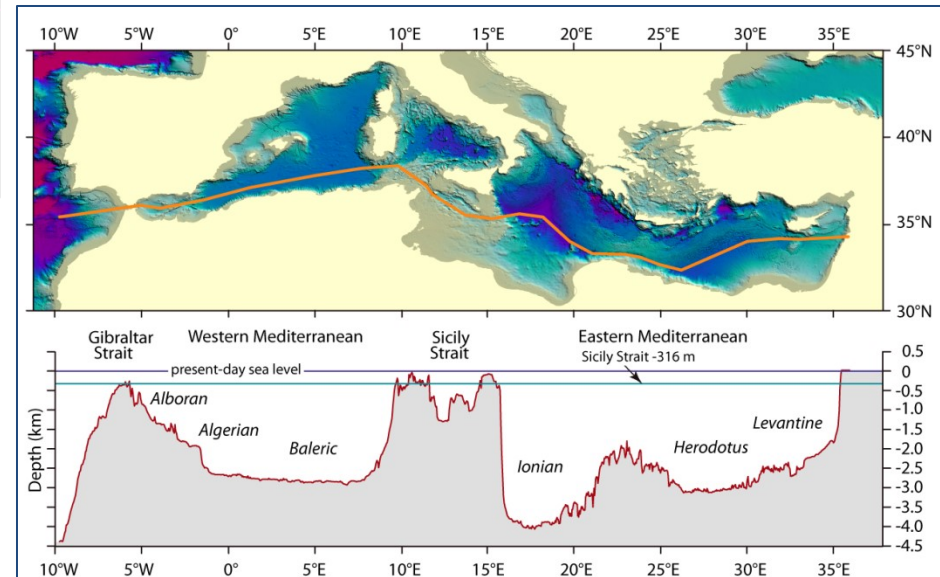 10°W 5°W 0° 5°E 10°E 15°E 20°E 25°E 30°E 35°E
45°N
40°N
35°N
30°N
Gibraltar
Strait
Western Mediterranean
Sicily
Strait
Eastern Mediterranean
Sicily Strait -316 m
present-day sea level
Alboran
Algerian
Baleric
Ionian
Herodotus
Levantine
Depth (km)
0.5
0
-0.5
-1.0
-1.5
-2.0
-2.5
-3.0
-3.5
-4.0
-4.5
10°W 5°W 0° 5°E 10°E 15°E 20°E 25°E 30°E 35°E